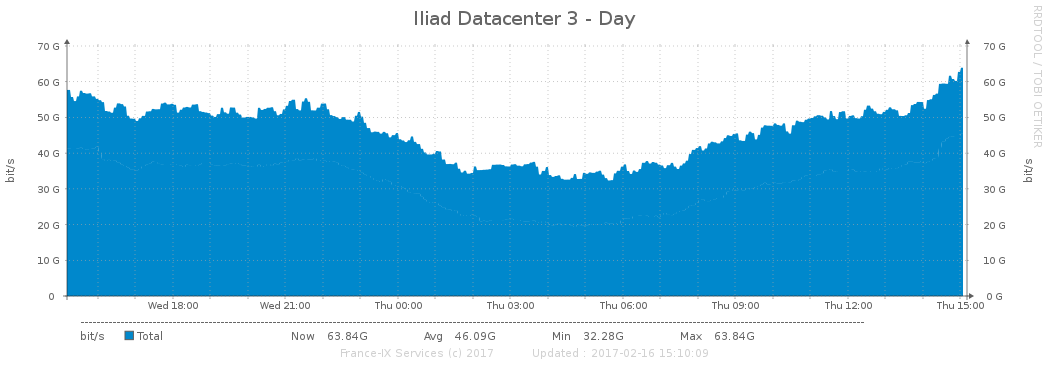 Iliad Datacenter 3 - Day
RRDTOOL / TOBI OETIKER
bit/s
70 G 70 G
60 G 60 G
50 G 50 G
40 G 40 G
30 G 30 G
20 G 20 G
10 G 10 G
0 0 G
bit/s
Wed 18:00 Wed 21:00 Thu 00:00 Thu 03:00 Thu 06:00 Thu 09:00 Thu 12:00 Thu 15:00
bit/s Total Now 63.84G Avg 46.09G Min 32.28G Max 63.84G
France-IX Services (c) 2017 Updated : 2017-02-16 15:10:09